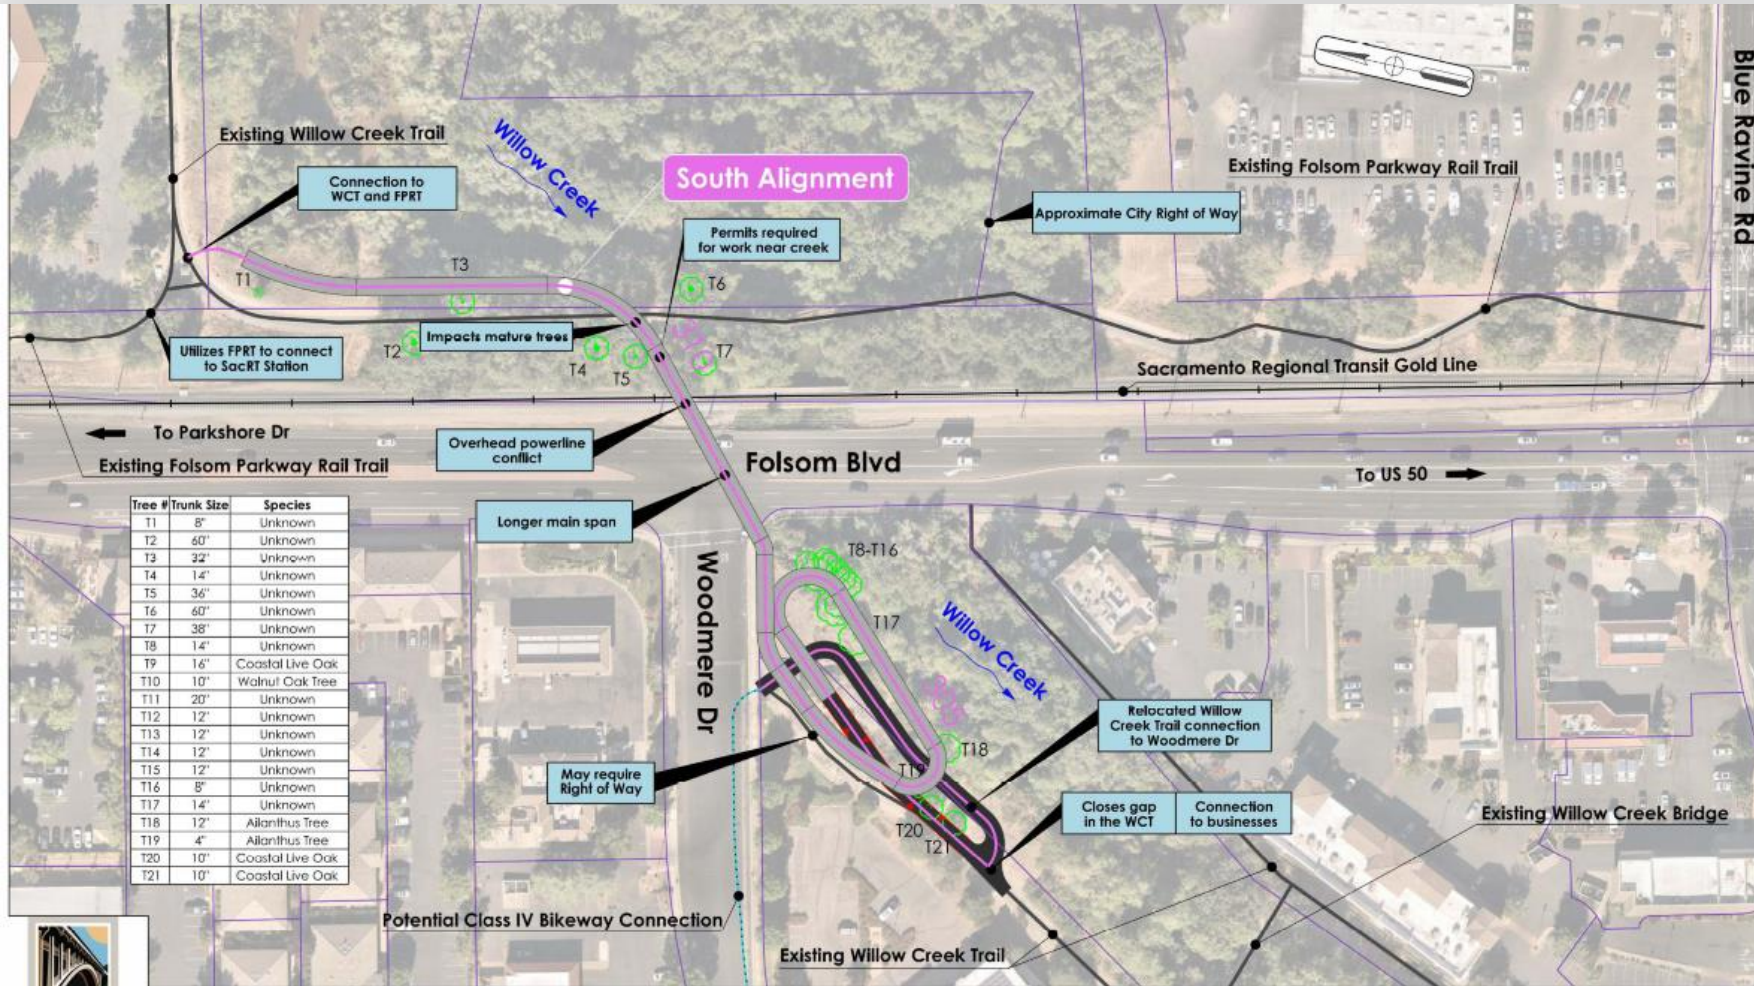 Blue Ravine Rd
Existing Willow Creek Trail
Connection to
WCT and FPRT
Willow Creek
South Alignment
Existing Folsom Parkway Rail Trail
Approximate City Right of Way
Permits required
for work near creek
T1
T3
T6
Impacts mature trees
T2
T4
T5
T7
Utilizes FPRT to connect
to SacRT Station
Sacramento Regional Transit Gold Line
To Parkshore Dr
Overhead powerline
conflict
Existing Folsom Parkway Rail Trail
Folsom Blvd
To US 50
Longer main span
Tree # Trunk Size Species
T1 8" Unknown
T2 60" Unknown
T3 32" Unknown
T4 14" Unknown
T5 36" Unknown
T6 60" Unknown
T7 38" Unknown
T8 14" Unknown
T9 16" Coastal Live Oak
T10 10" Walnut Oak Tree
T11 20" Unknown
T12 12" Unknown
T13 12" Unknown
T14 12" Unknown
T15 12" Unknown
T16 8" Unknown
T17 14" Unknown
T18 12" Ailanthus Tree
T19 4" Ailanthus Tree
T20 10" Coastal Live Oak
T21 10" Coastal Live Oak
Woodmere Dr
T8-T16
T17
Willow Creek
T18
T19
T20
T21
Relocated Willow
Creek Trail connection
to Woodmere Dr
May require
Right of Way
Closes gap
in the WCT
Connection
to businesses
Existing Willow Creek Bridge
Potential Class IV Bikeway Connection
Existing Willow Creek Trail